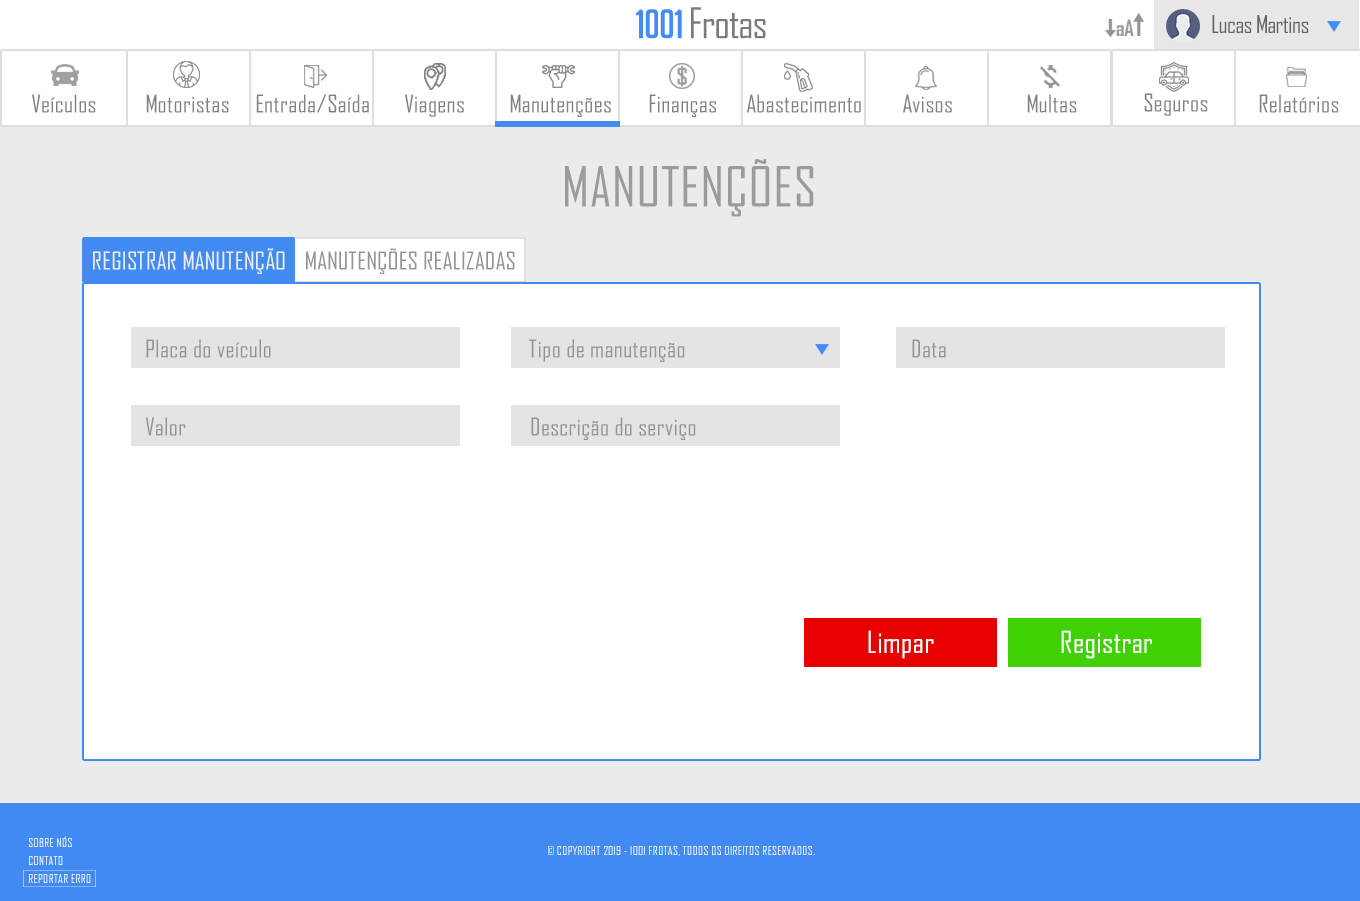 1001 Frotas
aA
Lucas Martins
Veículos
Motoristas
Entrada/Saída
Viagens
Manutenções
Finanças
Abastecimento
Avisos
Multas
Seguros
Relatórios
MANUTENÇÕES
REGISTRAR MANUTENÇÃO
MANUTENÇÕES REALIZADAS
Placa do veículo
Tipo de manutenção
Data
Valor
Descrição do serviço
Limpar
Registrar
SOBRE NÓS
CONTATO
REPORTAR ERRO
© COPYRIGHT 2019 - 1001 FROTAS, TODOS OS DIREITOS RESERVADOS.